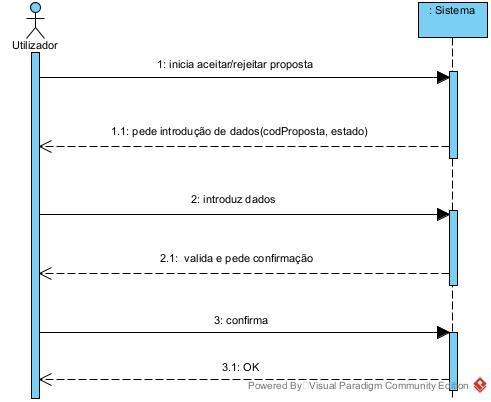 : Sistema
Utilizador
1: inicia aceitar/rejeitar proposta
1.1: pede introdução de dados(codProposta, estado)
2: introduz dados
2.1: valida e pede confirmação
3: confirma
3.1: OK
Powered By: Visual Paradigm Community Edition